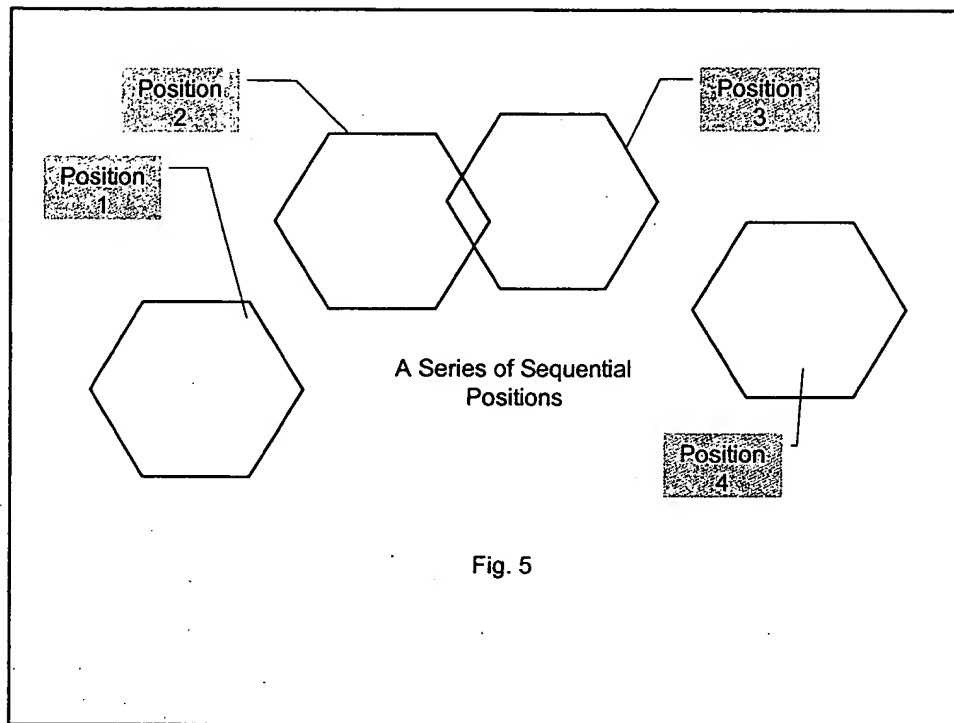 Position
2
Position
3
Position
1
A Series of Sequential
Positions
Position
4
Fig. 5